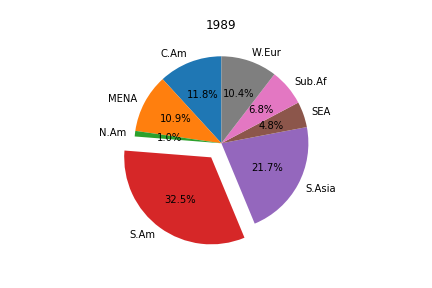 1989
C.Am
W.Eur
11.8%
10.4%
Sub.Af
MENA
6.8%
SEA
10.9%
4.8%
N.Am
1.0%
21.7%
S.Asia
32.5%
S.Am